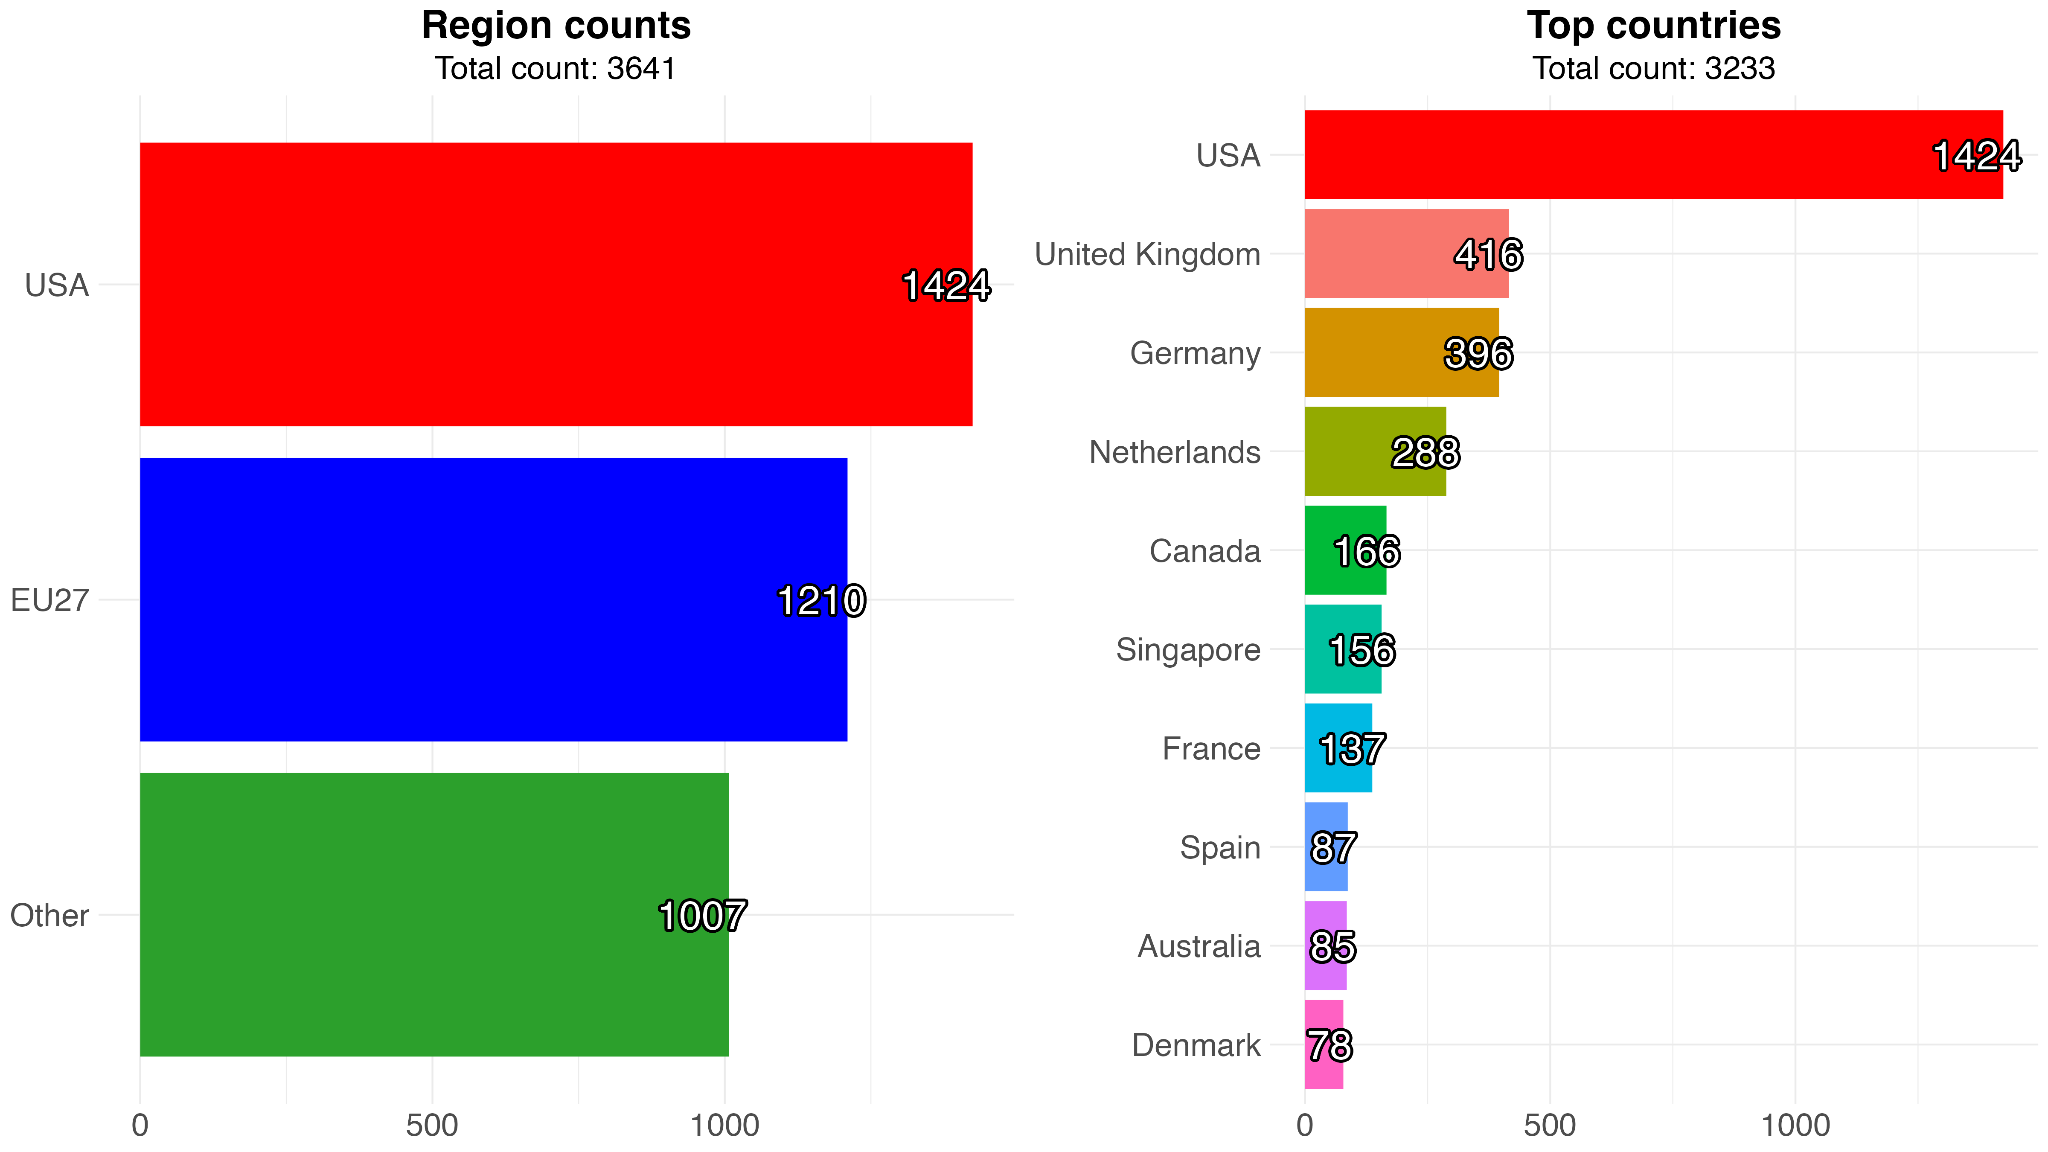 Region counts
Total count: 3641
USA
1424
EU27
1210
Other
1007
0 500 1000
Top countries
Total count: 3233
USA
1424
United Kingdom
416
Germany
396
Netherlands
288
Canada
166
Singapore
156
France
137
Spain
87
Australia
85
Denmark
78
0 500 1000